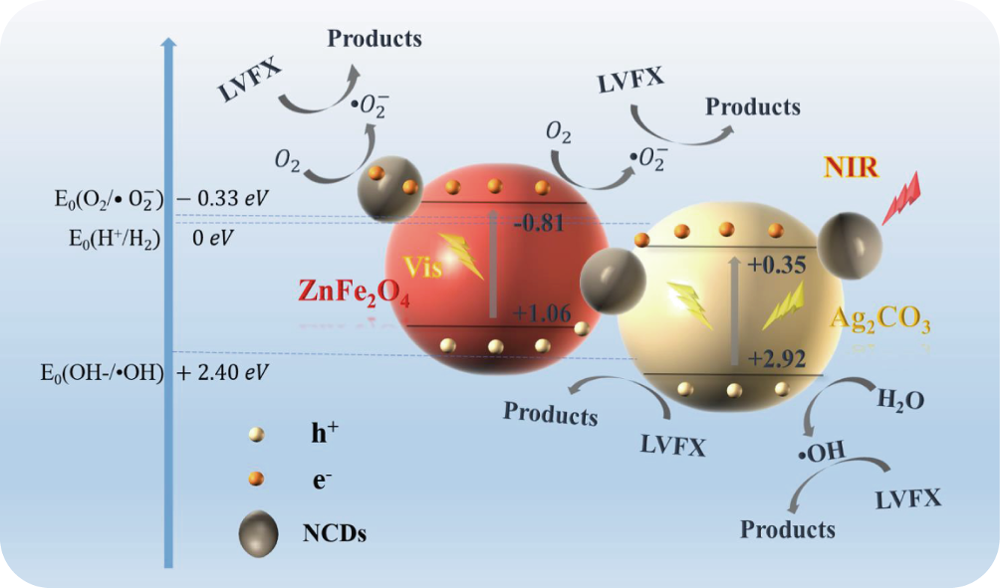 Products
LVFX
•O₂⁻
O₂
LVFX
Products
O₂
•O₂⁻
NIR
E₀(O₂/• O₂⁻) − 0.33 eV
E₀(H⁺/H₂) 0 eV
-0.81
Vis
+0.35
ZnFe₂O₄
+1.06
Ag₂CO₃
+2.92
E₀(OH-/•OH) + 2.40 eV
Products
H₂O
LVFX
•OH
LVFX
Products
h⁺
e⁻
NCDs